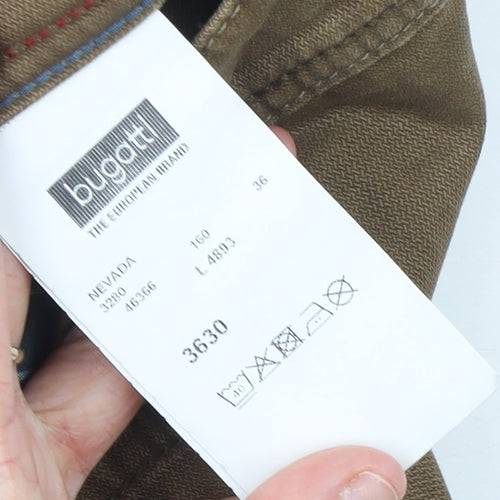 bugatti
THE EUROPEAN BRAND
36
NEVADA 160
3280 46366 L 4893
3630
40